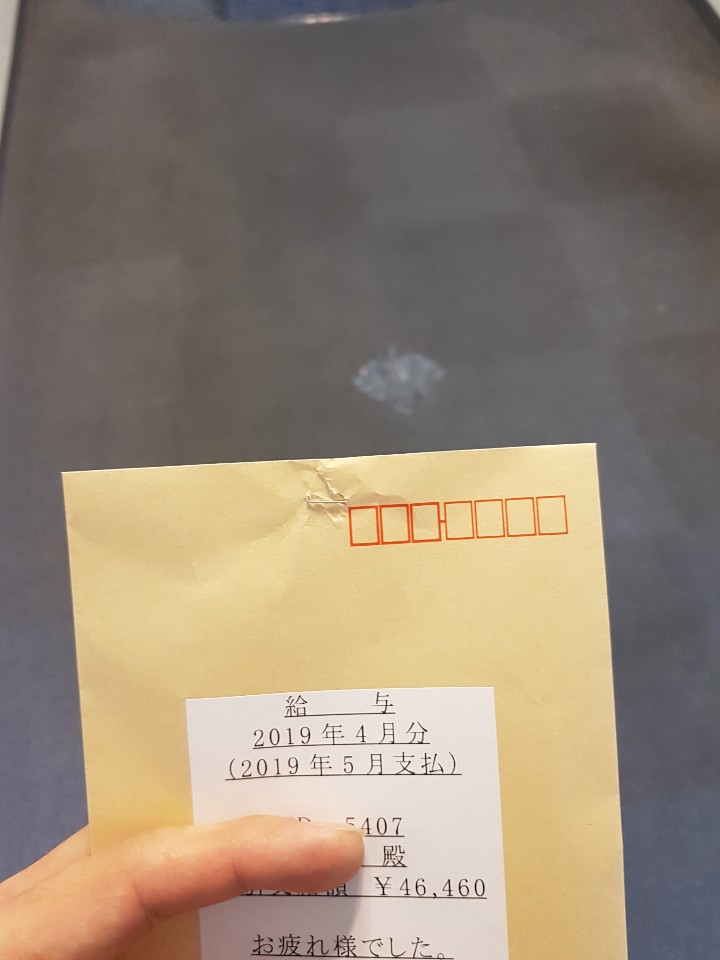 給　　与
2019年4月分
(2019年5月支払)
5407
殿
￥46,460
お疲れ様でした。